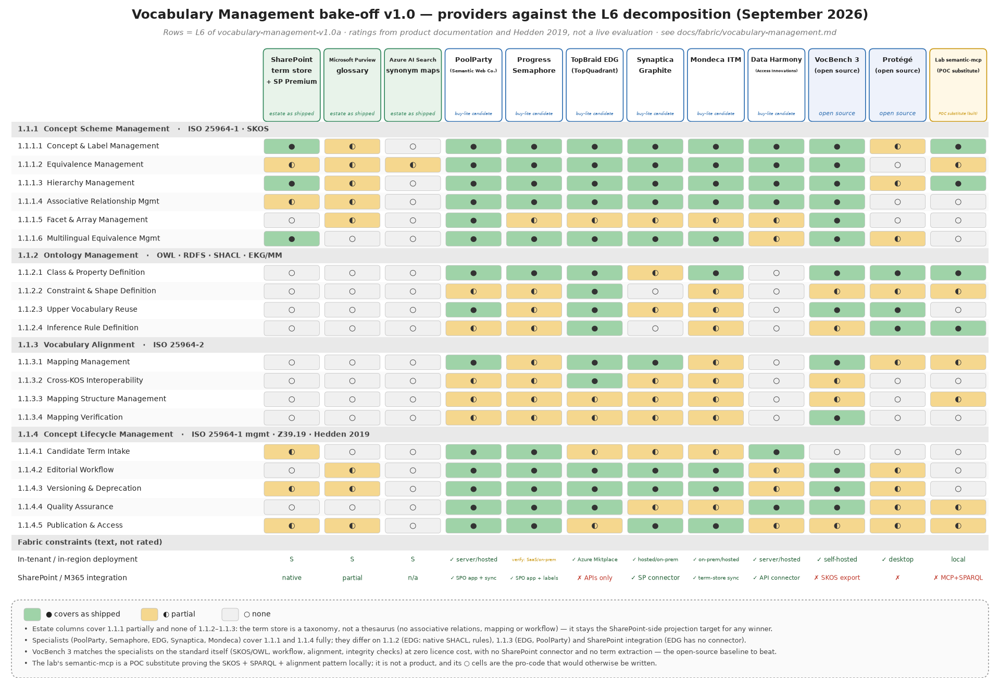 Vocabulary Management bake-off v1.0 — providers against the L6 decomposition (September 2026)
Rows = L6 of vocabulary-management-v1.0a · ratings from product documentation and Hedden 2019, not a live evaluation · see docs/fabric/vocabulary-management.md
SharePoint term store + SP Premium estate as shipped
Microsoft Purview glossary estate as shipped
Azure AI Search synonym maps estate as shipped
PoolParty (Semantic Web Co.) buy-lite candidate
Progress Semaphore buy-lite candidate
TopBraid EDG (TopQuadrant) buy-lite candidate
Synaptica Graphite buy-lite candidate
Mondeca ITM buy-lite candidate
Data Harmony (Access Innovations) buy-lite candidate
VocBench 3 (open source) open source
Protégé (open source) open source
Lab semantic-mcp (POC substitute) POC substitute (built)
1.1.1 Concept Scheme Management · ISO 25964-1 · SKOS
1.1.1.1 Concept & Label Management ● ◐ ○ ● ● ● ● ● ● ● ◐ ●
1.1.1.2 Equivalence Management ◐ ◐ ◐ ● ● ● ● ● ● ● ○ ◐
1.1.1.3 Hierarchy Management ● ◐ ○ ● ● ● ● ● ● ● ◐ ●
1.1.1.4 Associative Relationship Mgmt ◐ ◐ ○ ● ● ● ● ● ● ● ○ ○
1.1.1.5 Facet & Array Management ○ ◐ ○ ● ◐ ◐ ◐ ◐ ◐ ● ○ ○
1.1.1.6 Multilingual Equivalence Mgmt ● ○ ○ ● ● ● ● ● ◐ ● ◐ ○
1.1.2 Ontology Management · OWL · RDFS · SHACL · EKG/MM
1.1.2.1 Class & Property Definition ○ ○ ○ ● ● ● ◐ ● ○ ● ● ●
1.1.2.2 Constraint & Shape Definition ○ ○ ○ ◐ ◐ ● ○ ◐ ○ ◐ ◐ ◐
1.1.2.3 Upper Vocabulary Reuse ○ ○ ○ ● ◐ ● ◐ ◐ ○ ● ● ○
1.1.2.4 Inference Rule Definition ○ ○ ○ ◐ ◐ ● ○ ◐ ○ ◐ ● ●
1.1.3 Vocabulary Alignment · ISO 25964-2
1.1.3.1 Mapping Management ○ ○ ○ ● ◐ ● ● ◐ ○ ● ◐ ◐
1.1.3.2 Cross-KOS Interoperability ○ ○ ○ ◐ ◐ ● ◐ ◐ ○ ◐ ○ ○
1.1.3.3 Mapping Structure Management ○ ○ ○ ◐ ◐ ◐ ◐ ◐ ○ ◐ ○ ◐
1.1.3.4 Mapping Verification ○ ○ ○ ◐ ◐ ◐ ◐ ◐ ○ ● ○ ○
1.1.4 Concept Lifecycle Management · ISO 25964-1 mgmt · Z39.19 · Hedden 2019
1.1.4.1 Candidate Term Intake ◐ ○ ○ ● ● ◐ ◐ ◐ ● ○ ○ ○
1.1.4.2 Editorial Workflow ○ ◐ ○ ● ● ● ● ● ◐ ● ◐ ○
1.1.4.3 Versioning & Deprecation ◐ ◐ ○ ● ● ● ● ● ◐ ● ◐ ○
1.1.4.4 Quality Assurance ○ ○ ○ ● ● ● ◐ ◐ ● ● ◐ ◐
1.1.4.5 Publication & Access ◐ ◐ ○ ● ● ◐ ● ● ◐ ◐ ◐ ◐
Fabric constraints (text, not rated)
In-tenant / in-region deployment S S S ✓ server/hosted verify: SaaS/on-prem ✓ Azure Mktplace ✓ hosted/on-prem ✓ on-prem/hosted ✓ server/hosted ✓ self-hosted ✓ desktop local
SharePoint / M365 integration native partial n/a ✓ SPO app + sync ✓ SPO app + labels ✗ APIs only ✓ SP connector ✓ term-store sync ✓ API connector ✗ SKOS export ✗ ✗ MCP+SPARQL
● covers as shipped ◐ partial ○ none
• Estate columns cover 1.1.1 partially and none of 1.1.2–1.1.3: the term store is a taxonomy, not a thesaurus (no associative relations, mapping or workflow) — it stays the SharePoint-side projection target for any winner.
• Specialists (PoolParty, Semaphore, EDG, Synaptica, Mondeca) cover 1.1.1 and 1.1.4 fully; they differ on 1.1.2 (EDG: native SHACL, rules), 1.1.3 (EDG, PoolParty) and SharePoint integration (EDG has no connector).
• VocBench 3 matches the specialists on the standard itself (SKOS/OWL, workflow, alignment, integrity checks) at zero licence cost, with no SharePoint connector and no term extraction — the open-source baseline to beat.
• The lab's semantic-mcp is a POC substitute proving the SKOS + SPARQL + alignment pattern locally; it is not a product, and its ○ cells are the pro-code that would otherwise be written.